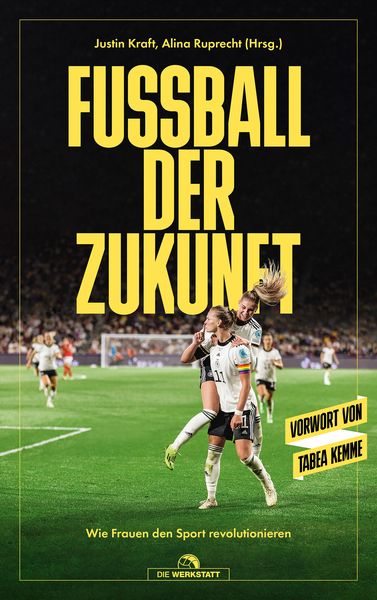 Justin Kraft, Alina Ruprecht (Hrsg.)
FUSSBALL
DER
ZUKUNFT
11
VORWORT VON
TABEA KEMME
Wie Frauen den Sport revolutionieren
DIE WERKSTATT